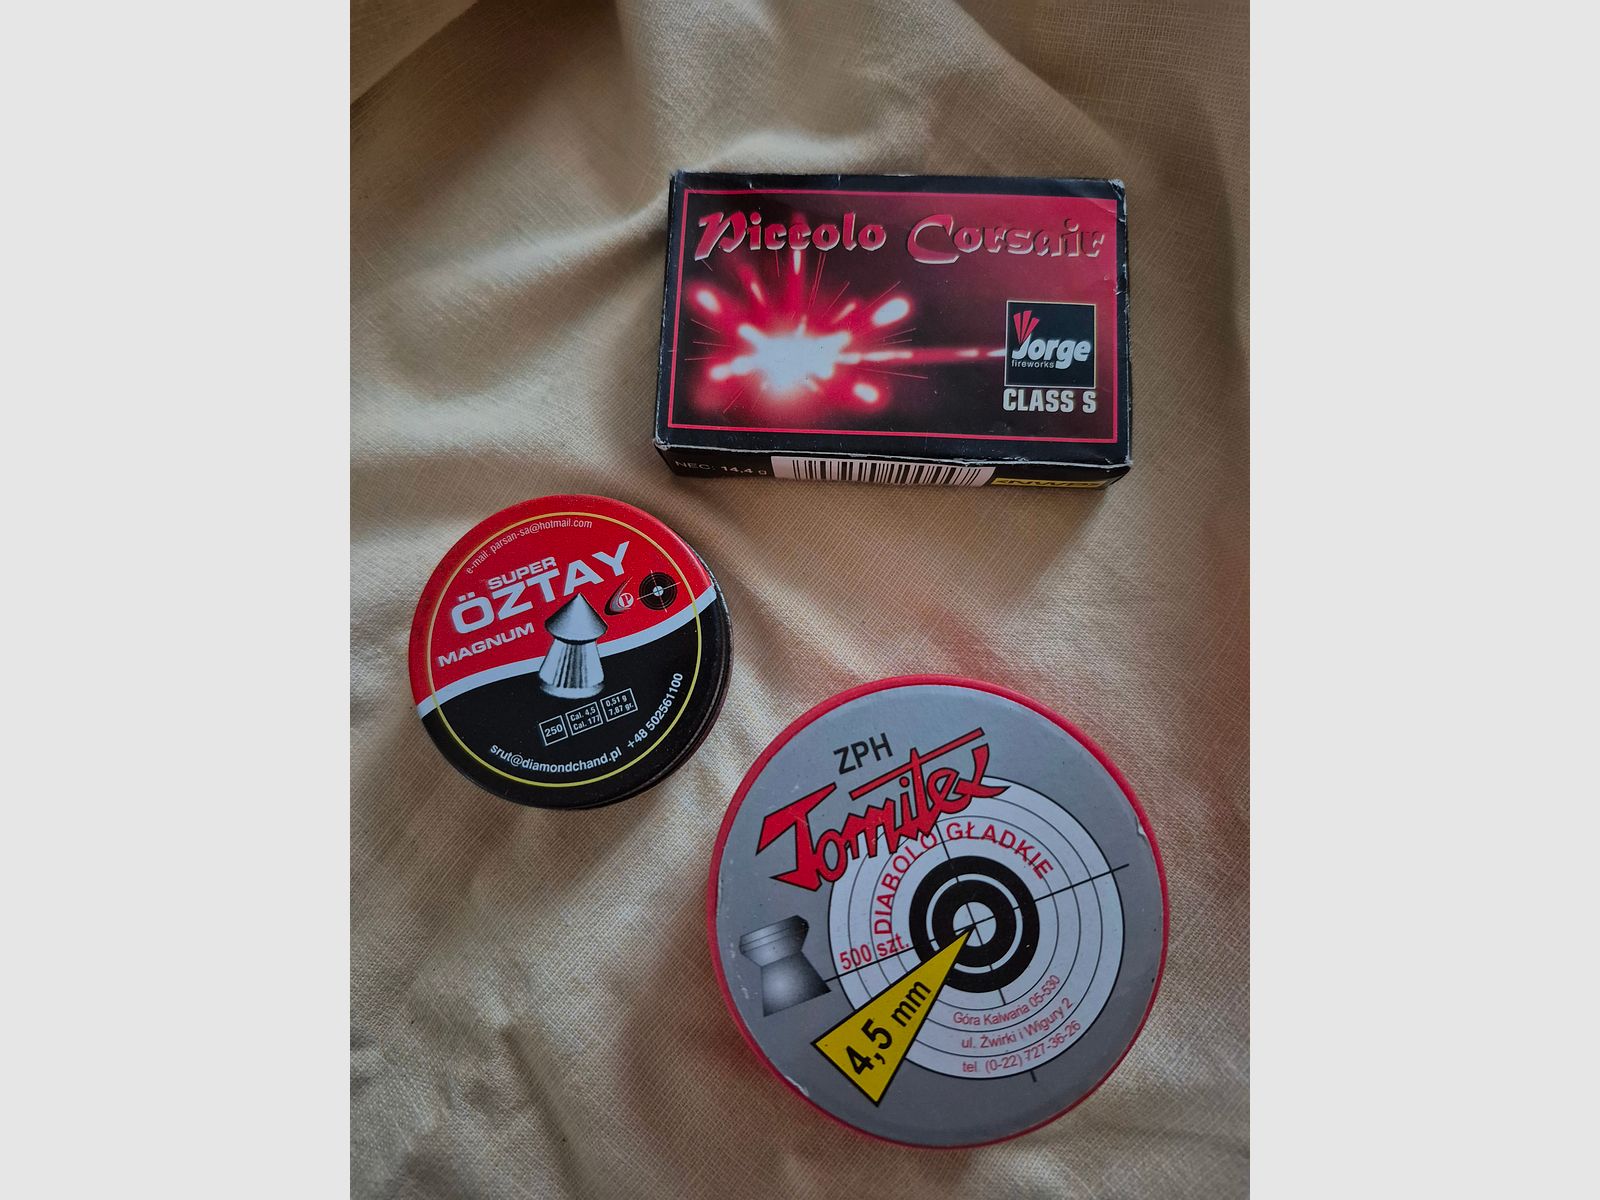 Piccolo Corsair
Jorge
fireworks
CLASS S
NEC: 14,4 g
e-mail: parsan-sa@hotmail.com
SUPER
ÖZTAY
MAGNUM
250
Cal. 4,5
Cal. 177
0,51 g
7,87 gr.
srut@diamondchand.pl +48 502561100
ZPH
Tomitex
DIABOLO GŁADKIE
500 szt.
4,5 mm
Góra Kalwaria 05-530
ul. Żwirki i Wigury 2
tel. (0-22) 727-36-26